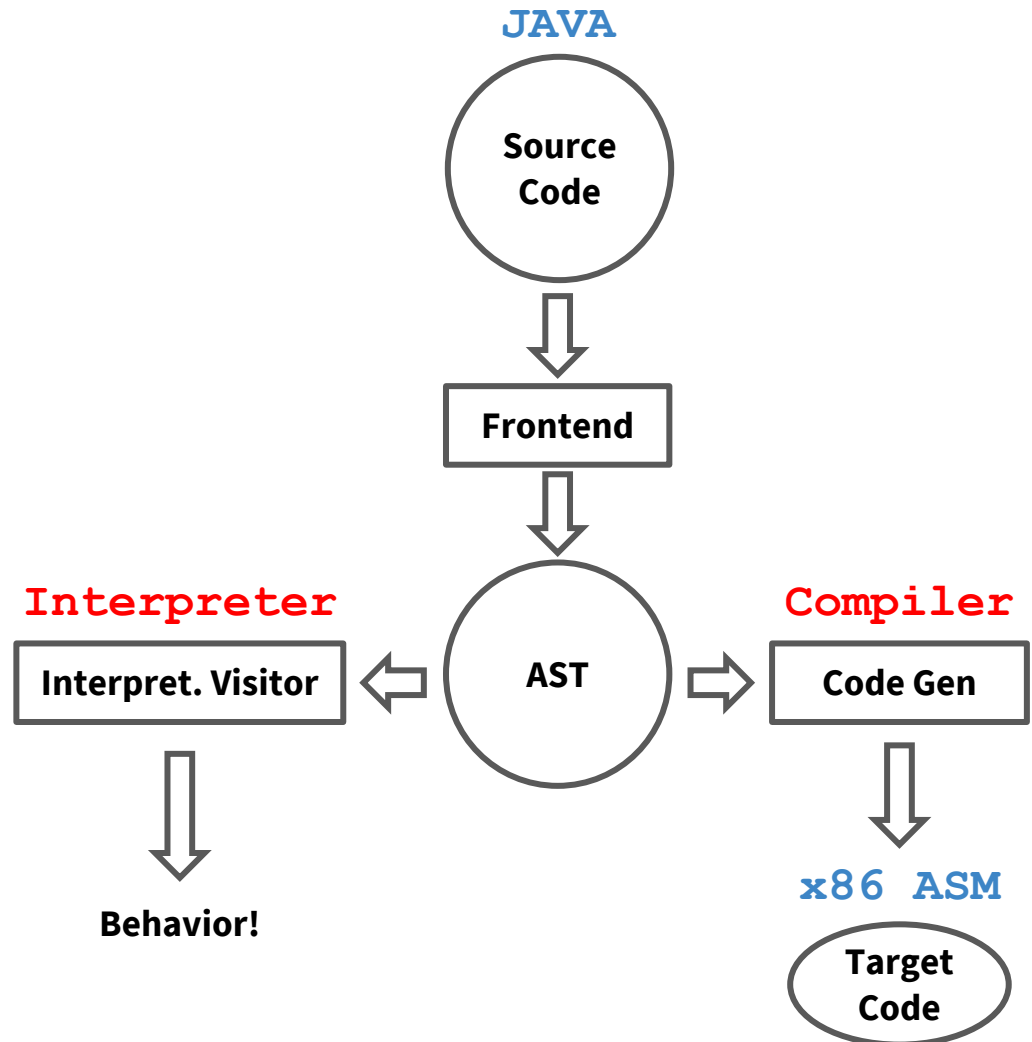 JAVA
Source
Code
Frontend
Interpreter
Compiler
Interpret. Visitor
AST
Code Gen
x86 ASM
Behavior!
Target
Code